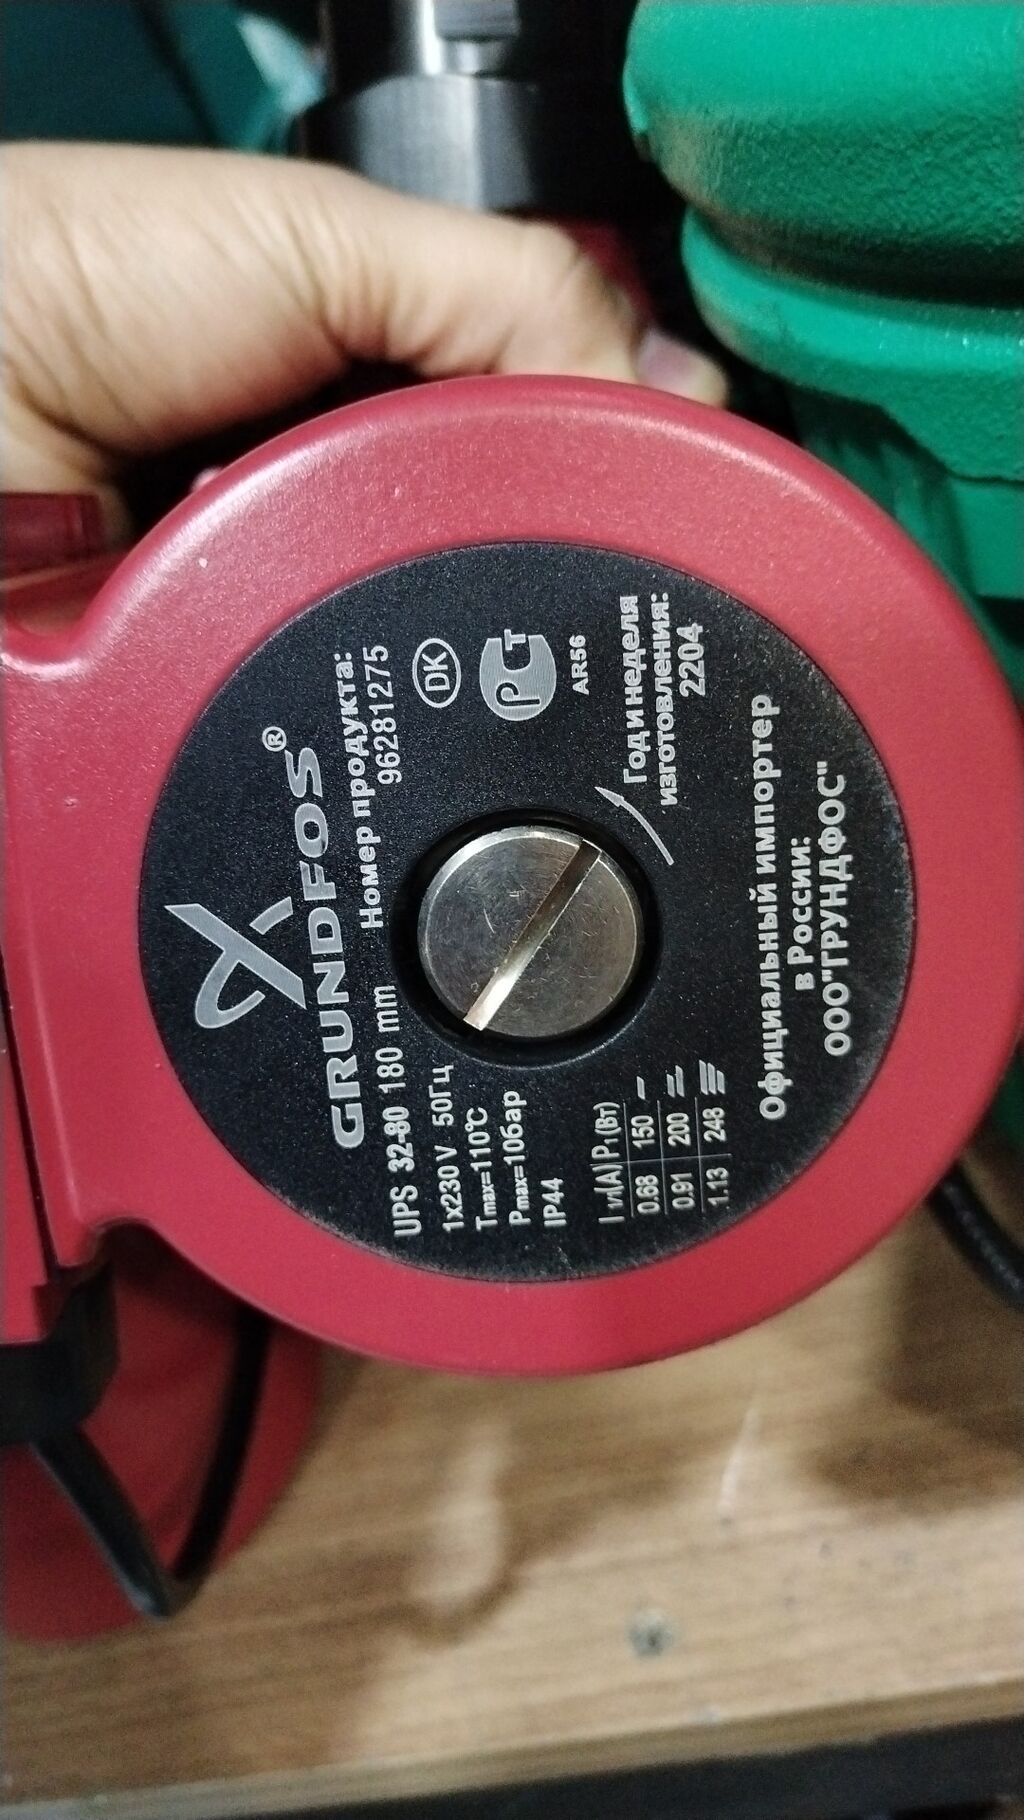 GRUNDFOS®
UPS 32-80 180 mm
Номер продукта:
96281275
1x230 V 50Гц
Tmax=110°C
Pmax=10бар
IP44
DK
РСТ
AR56
Год и неделя
изготовления:
2204
I 1/1(A) P1(Вт)
0.68 150
0.91 200
1.13 248
Официальный импортер
в России:
ООО"ГРУНДФОС"